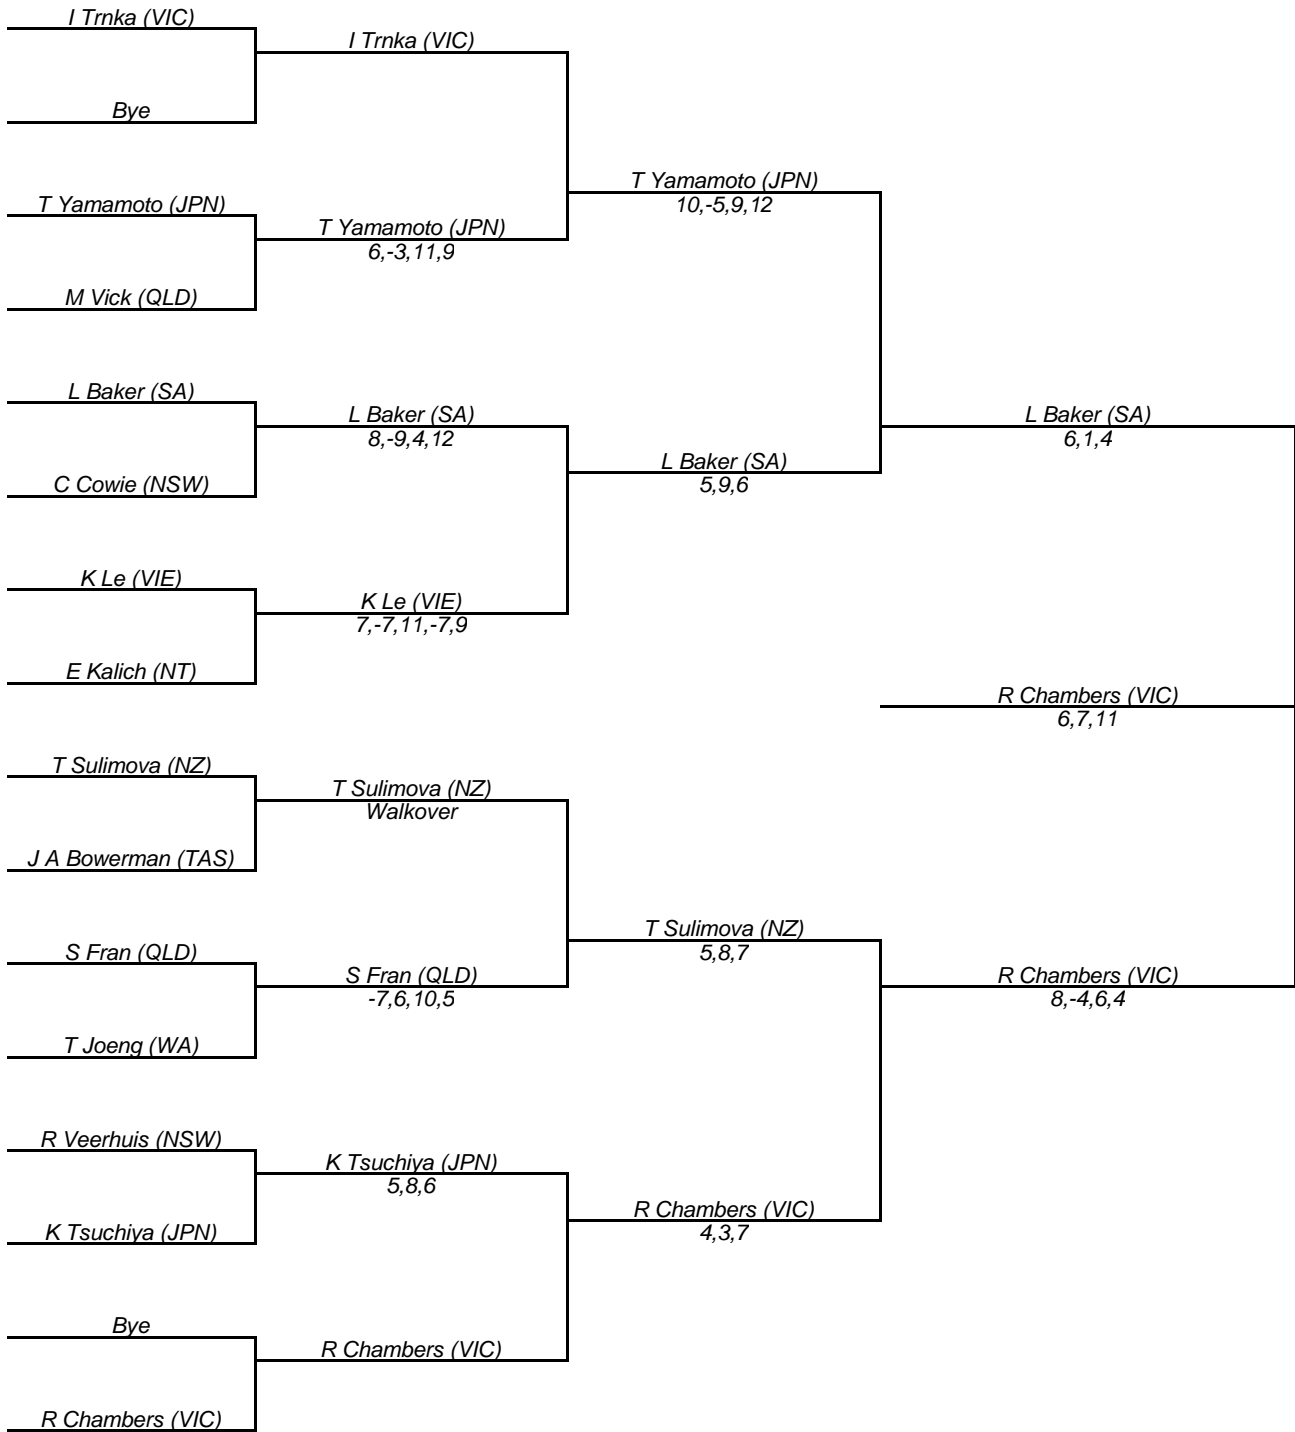 I Trnka (VIC)
Bye
T Yamamoto (JPN)
M Vick (QLD)
L Baker (SA)
C Cowie (NSW)
K Le (VIE)
E Kalich (NT)
T Sulimova (NZ)
J A Bowerman (TAS)
S Fran (QLD)
T Joeng (WA)
R Veerhuis (NSW)
K Tsuchiya (JPN)
Bye
R Chambers (VIC)
I Trnka (VIC)
T Yamamoto (JPN)
6,-3,11,9
L Baker (SA)
8,-9,4,12
K Le (VIE)
7,-7,11,-7,9
T Sulimova (NZ)
Walkover
S Fran (QLD)
-7,6,10,5
K Tsuchiya (JPN)
5,8,6
R Chambers (VIC)
T Yamamoto (JPN)
10,-5,9,12
L Baker (SA)
5,9,6
T Sulimova (NZ)
5,8,7
R Chambers (VIC)
4,3,7
L Baker (SA)
6,1,4
R Chambers (VIC)
6,7,11
R Chambers (VIC)
8,-4,6,4